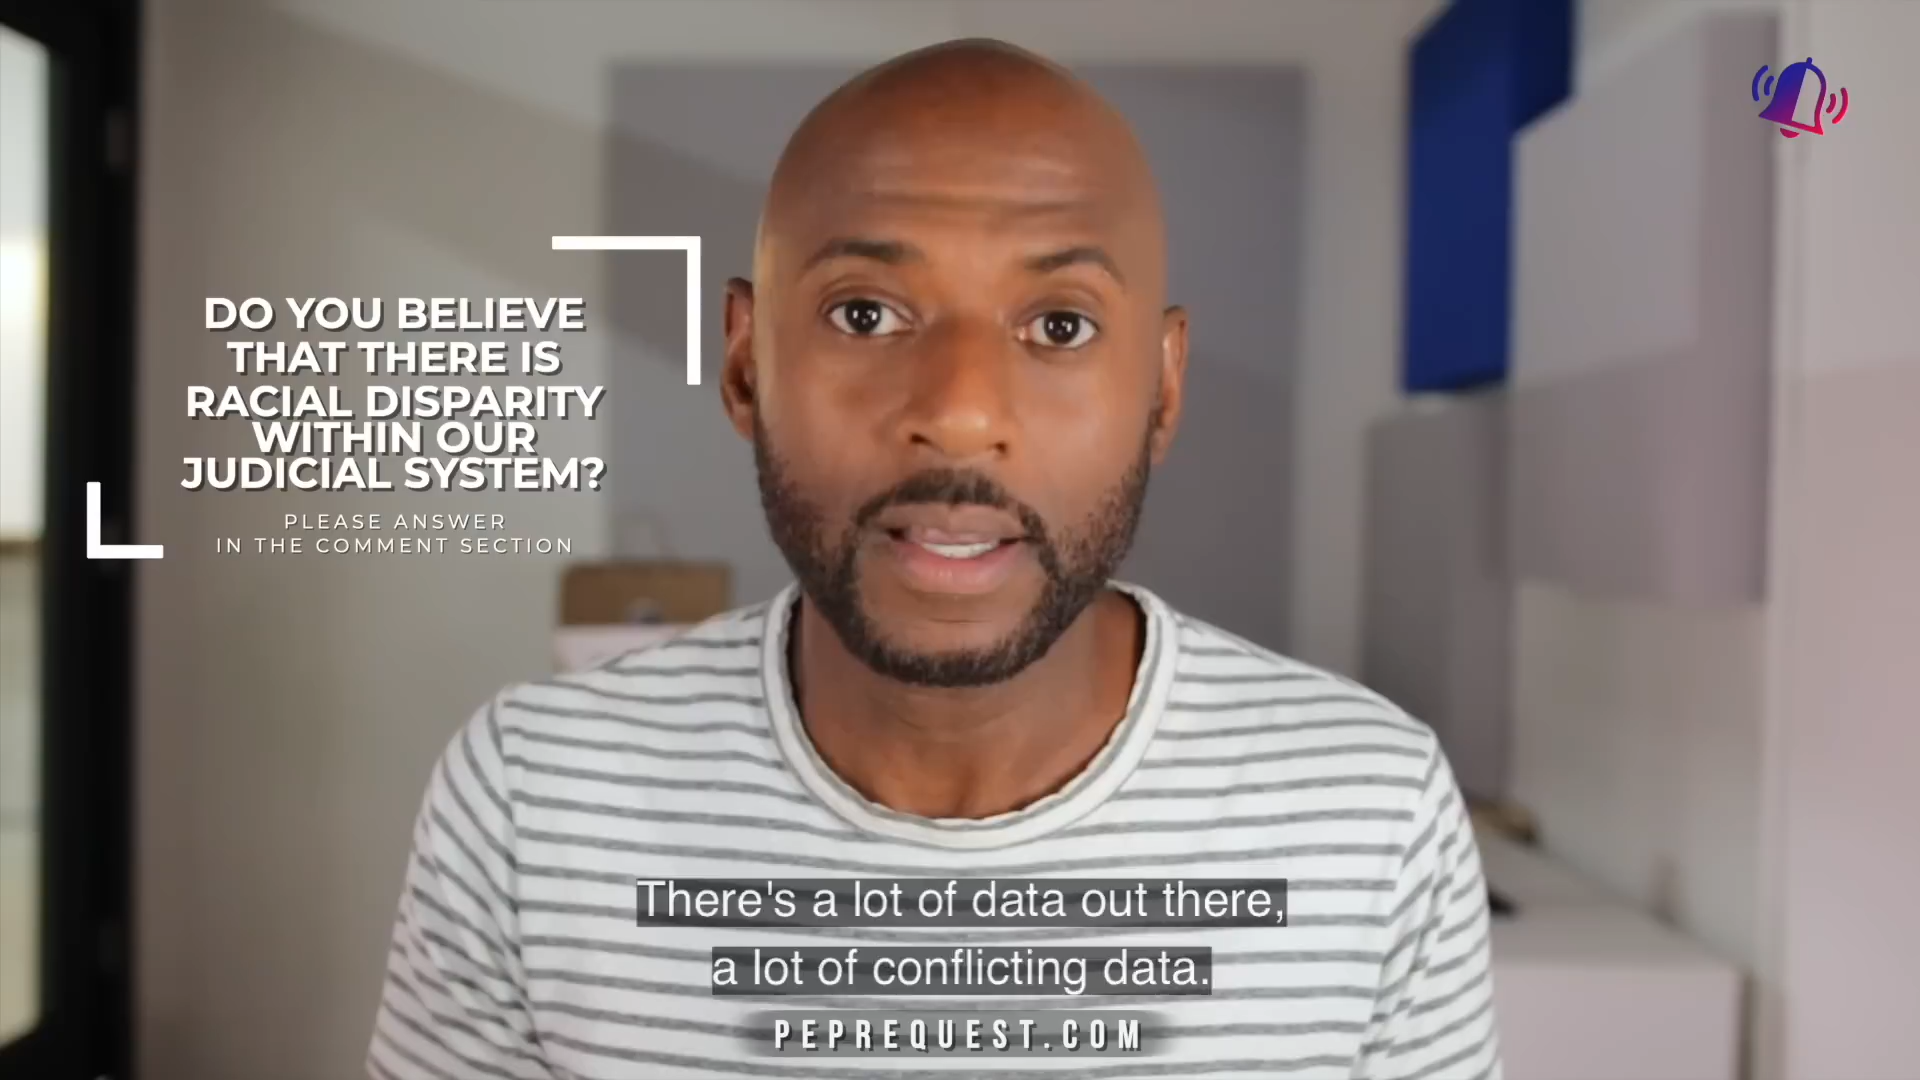 DO YOU BELIEVE
THAT THERE IS
RACIAL DISPARITY
WITHIN OUR
JUDICIAL SYSTEM?
PLEASE ANSWER
IN THE COMMENT SECTION
There's a lot of data out there,
a lot of conflicting data.
PEPREQUEST.COM